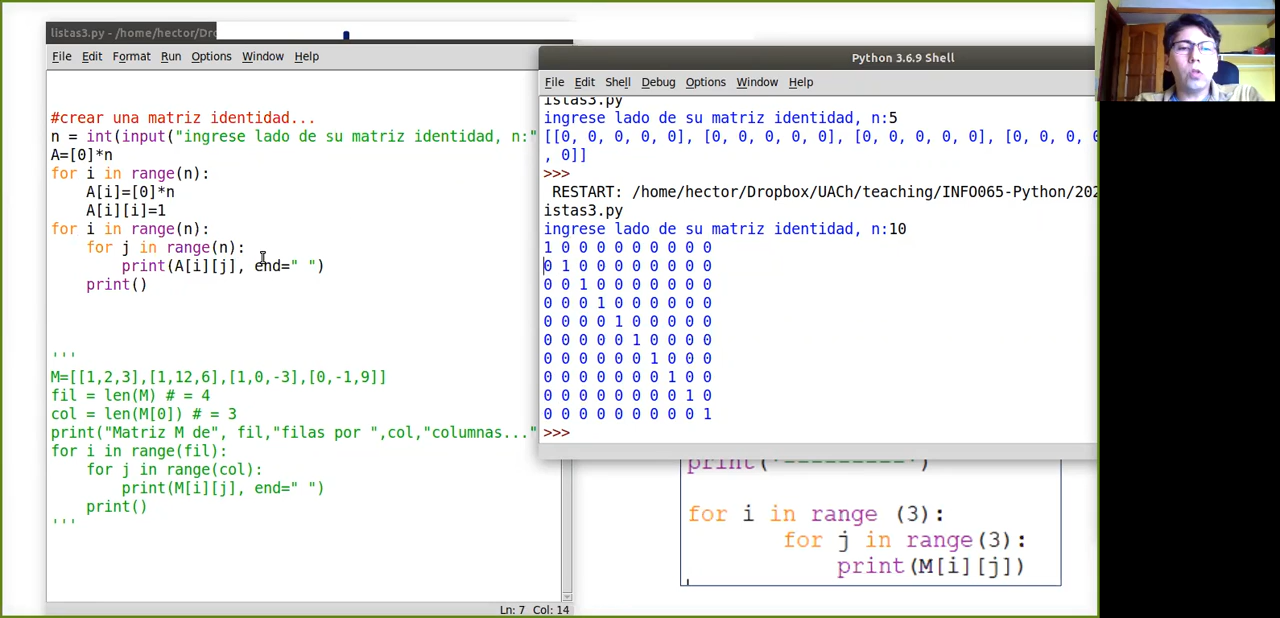 listas3.py - /home/hector/Dro
File Edit Format Run Options Window Help
#crear una matriz identidad...
n = int(input("ingrese lado de su matriz identidad, n:"
A=[0]*n
for i in range(n):
    A[i]=[0]*n
    A[i][i]=1
for i in range(n):
    for j in range(n):
        print(A[i][j], end=" ")
    print()
'''
M=[[1,2,3],[1,12,6],[1,0,-3],[0,-1,9]]
fil = len(M) # = 4
col = len(M[0]) # = 3
print("Matriz M de", fil,"filas por ",col,"columnas..."
for i in range(fil):
    for j in range(col):
        print(M[i][j], end=" ")
    print()
'''
Ln: 7 Col: 14
Python 3.6.9 Shell
File Edit Shell Debug Options Window Help
istas3.py
ingrese lado de su matriz identidad, n:5
[[0, 0, 0, 0, 0], [0, 0, 0, 0, 0], [0, 0, 0, 0, 0], [0, 0, 0, 0
, 0]]
>>>
 RESTART: /home/hector/Dropbox/UACh/teaching/INFO065-Python/202
istas3.py
ingrese lado de su matriz identidad, n:10
1 0 0 0 0 0 0 0 0 0
0 1 0 0 0 0 0 0 0 0
0 0 1 0 0 0 0 0 0 0
0 0 0 1 0 0 0 0 0 0
0 0 0 0 1 0 0 0 0 0
0 0 0 0 0 1 0 0 0 0
0 0 0 0 0 0 1 0 0 0
0 0 0 0 0 0 0 1 0 0
0 0 0 0 0 0 0 0 1 0
0 0 0 0 0 0 0 0 0 1
>>>
for i in range (3):
    for j in range(3):
        print(M[i][j])